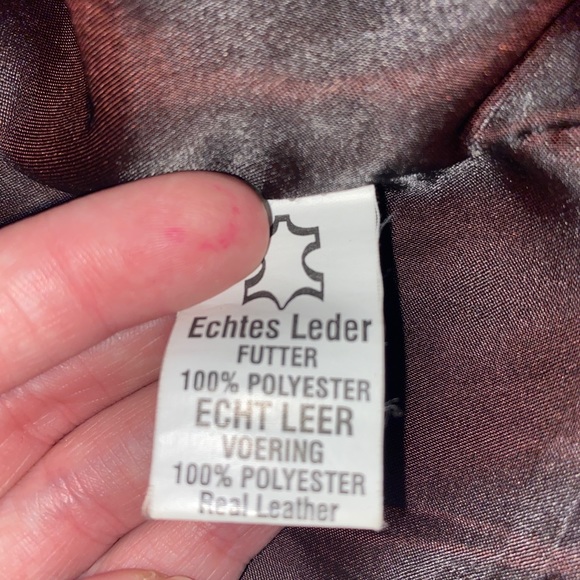 Echtes Leder
FUTTER
100% POLYESTER
ECHT LEER
VOERING
100% POLYESTER
Real Leather